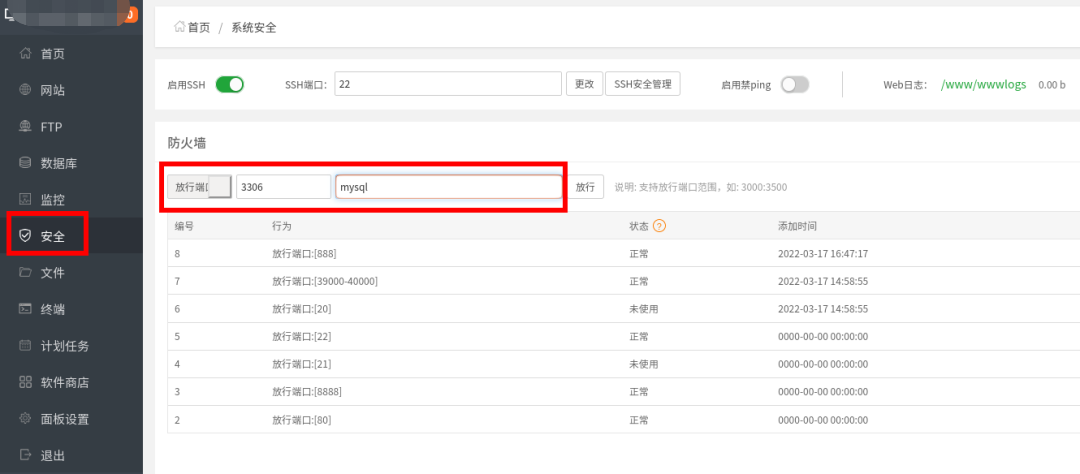 0
首页
网站
FTP
数据库
监控
安全
文件
终端
计划任务
软件商店
面板设置
退出
首页 / 系统安全
启用SSH SSH端口: 22 更改 SSH安全管理 启用禁ping Web日志: /www/wwwlogs 0.00 b
防火墙
放行端口 3306 mysql 放行 说明: 支持放行端口范围，如: 3000:3500
编号 行为 状态 ? 添加时间
8 放行端口:[888] 正常 2022-03-17 16:47:17
7 放行端口:[39000-40000] 正常 2022-03-17 14:58:55
6 放行端口:[20] 未使用 2022-03-17 14:58:55
5 放行端口:[22] 正常 0000-00-00 00:00:00
4 放行端口:[21] 未使用 0000-00-00 00:00:00
3 放行端口:[8888] 正常 0000-00-00 00:00:00
2 放行端口:[80] 正常 0000-00-00 00:00:00